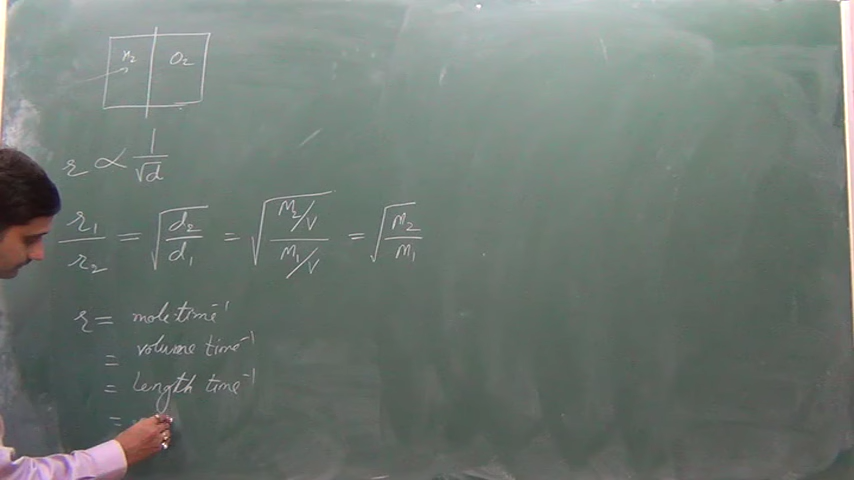 H₂ O₂
r ∝ 1/√d
r₁/r₂ = √(d₂/d₁) = √((M₂/V)/(M₁/V)) = √(M₂/M₁)
r = mole time⁻¹
= volume time⁻¹
= Length time⁻¹
=